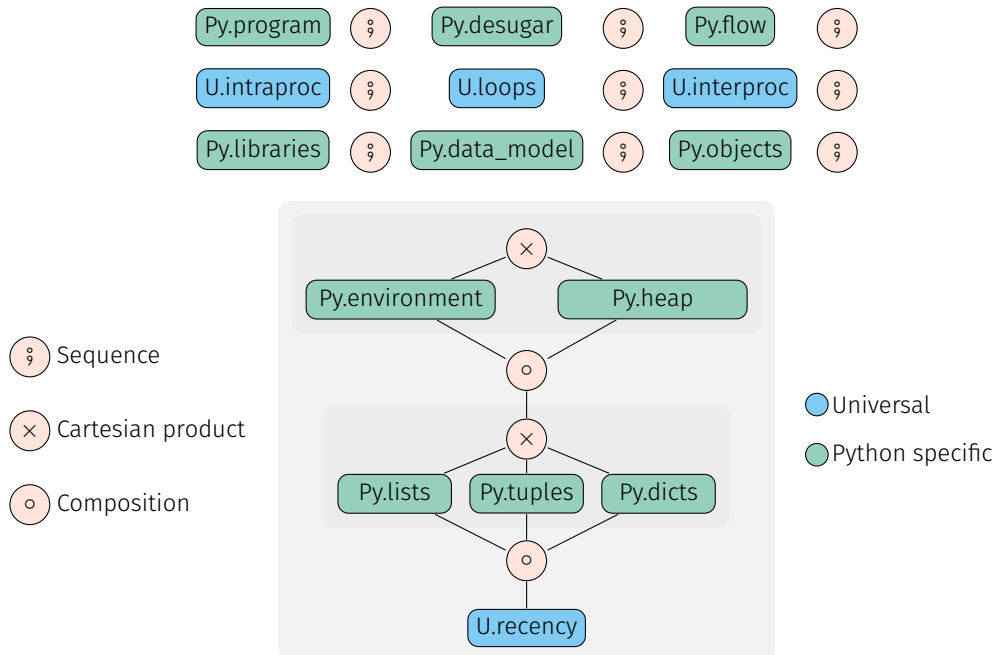 Py.program ⨟ Py.desugar ⨟ Py.flow ⨟
U.intraproc ⨟ U.loops ⨟ U.interproc ⨟
Py.libraries ⨟ Py.data_model ⨟ Py.objects ⨟
×
Py.environment Py.heap
⨟ Sequence
∘
× Cartesian product
×
Universal
Python specific
∘ Composition
Py.lists Py.tuples Py.dicts
∘
U.recency